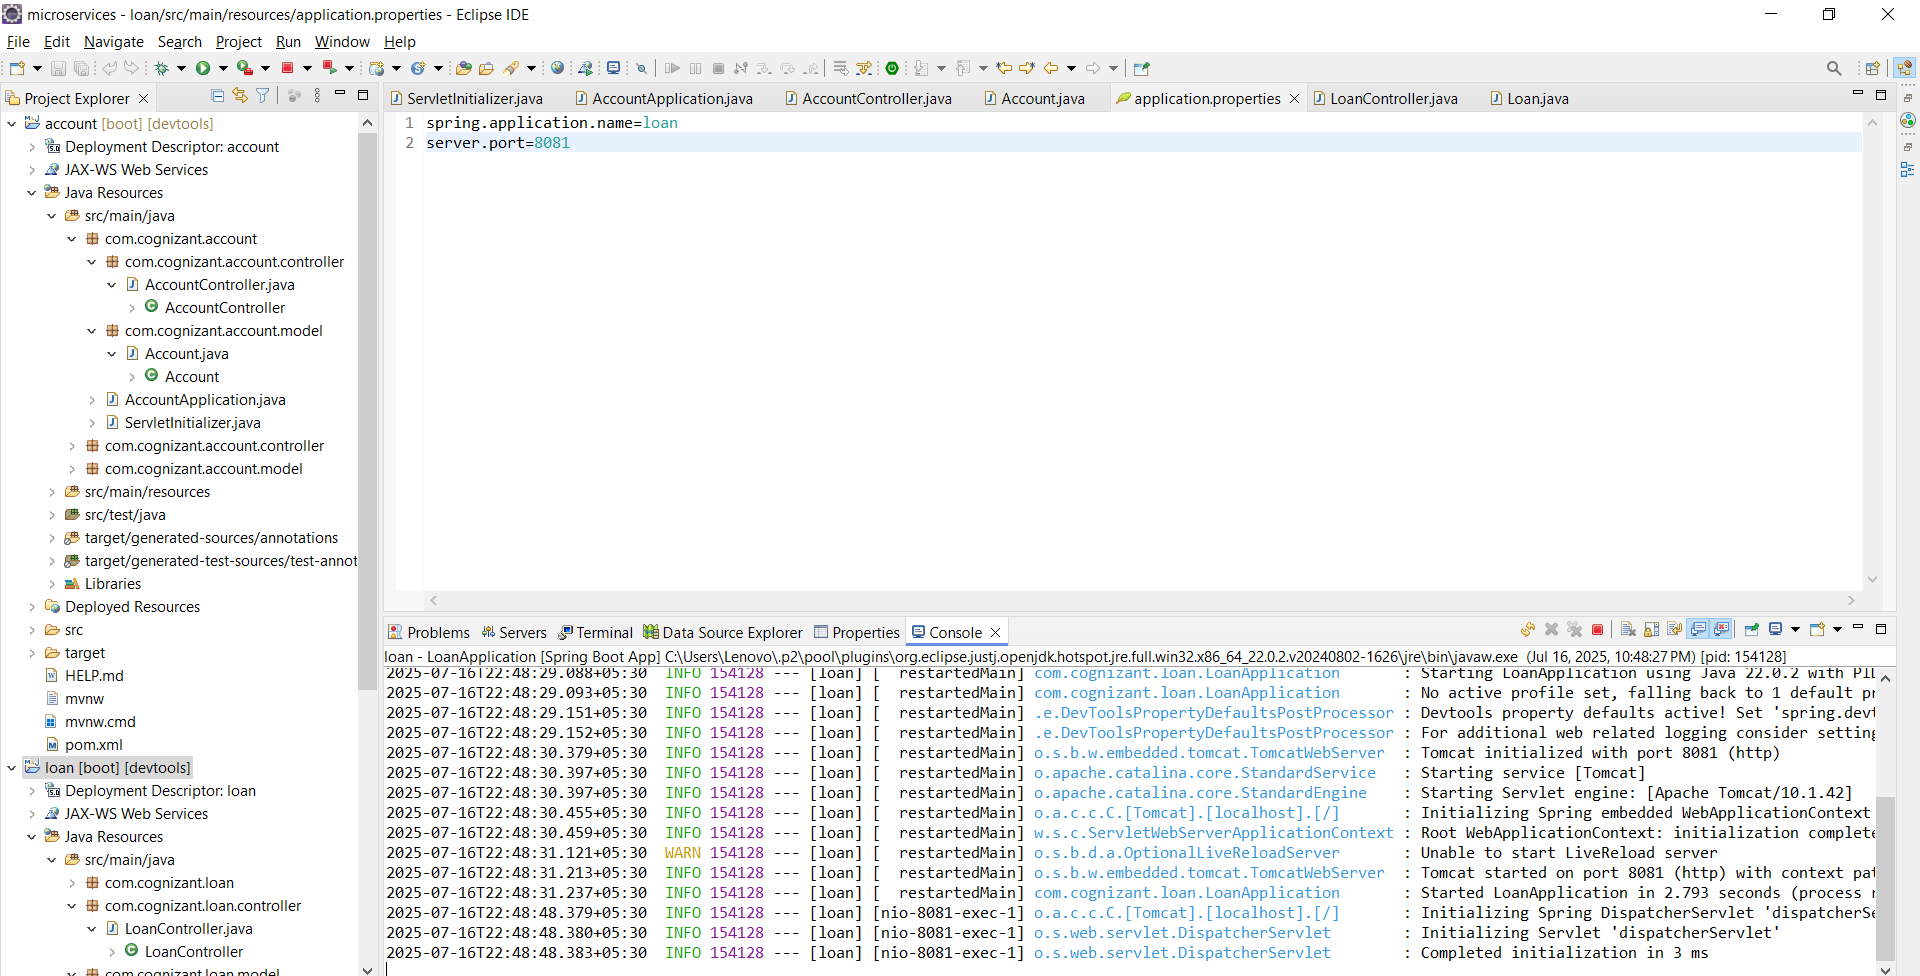 microservices - loan/src/main/resources/application.properties - Eclipse IDE
File Edit Navigate Search Project Run Window Help
Project Explorer
account [boot] [devtools]
Deployment Descriptor: account
JAX-WS Web Services
Java Resources
src/main/java
com.cognizant.account
com.cognizant.account.controller
AccountController.java
AccountController
com.cognizant.account.model
Account.java
Account
AccountApplication.java
ServletInitializer.java
com.cognizant.account.controller
com.cognizant.account.model
src/main/resources
src/test/java
target/generated-sources/annotations
target/generated-test-sources/test-annot
Libraries
Deployed Resources
src
target
HELP.md
mvnw
mvnw.cmd
pom.xml
loan [boot] [devtools]
Deployment Descriptor: loan
JAX-WS Web Services
Java Resources
src/main/java
com.cognizant.loan
com.cognizant.loan.controller
LoanController.java
LoanController
com.cognizant.loan.model
ServletInitializer.java AccountApplication.java AccountController.java Account.java application.properties LoanController.java Loan.java
1 spring.application.name=loan
2 server.port=8081
Problems Servers Terminal Data Source Explorer Properties Console
loan - LoanApplication [Spring Boot App] C:\Users\Lenovo\.p2\pool\plugins\org.eclipse.justj.openjdk.hotspot.jre.full.win32.x86_64_22.0.2.v20240802-1626\jre\bin\javaw.exe (Jul 16, 2025, 10:48:27 PM) [pid: 154128]
2025-07-16T22:48:29.088+05:30 INFO 154128 --- [loan] [ restartedMain] com.cognizant.loan.LoanApplication : Starting LoanApplication using Java 22.0.2 with PID
2025-07-16T22:48:29.093+05:30 INFO 154128 --- [loan] [ restartedMain] com.cognizant.loan.LoanApplication : No active profile set, falling back to 1 default pr
2025-07-16T22:48:29.151+05:30 INFO 154128 --- [loan] [ restartedMain] .e.DevToolsPropertyDefaultsPostProcessor : Devtools property defaults active! Set 'spring.devt
2025-07-16T22:48:29.152+05:30 INFO 154128 --- [loan] [ restartedMain] .e.DevToolsPropertyDefaultsPostProcessor : For additional web related logging consider setting
2025-07-16T22:48:30.379+05:30 INFO 154128 --- [loan] [ restartedMain] o.s.b.w.embedded.tomcat.TomcatWebServer : Tomcat initialized with port 8081 (http)
2025-07-16T22:48:30.397+05:30 INFO 154128 --- [loan] [ restartedMain] o.apache.catalina.core.StandardService : Starting service [Tomcat]
2025-07-16T22:48:30.397+05:30 INFO 154128 --- [loan] [ restartedMain] o.apache.catalina.core.StandardEngine : Starting Servlet engine: [Apache Tomcat/10.1.42]
2025-07-16T22:48:30.455+05:30 INFO 154128 --- [loan] [ restartedMain] o.a.c.c.C.[Tomcat].[localhost].[/] : Initializing Spring embedded WebApplicationContext
2025-07-16T22:48:30.459+05:30 INFO 154128 --- [loan] [ restartedMain] w.s.c.ServletWebServerApplicationContext : Root WebApplicationContext: initialization complete
2025-07-16T22:48:31.121+05:30 WARN 154128 --- [loan] [ restartedMain] o.s.b.d.a.OptionalLiveReloadServer : Unable to start LiveReload server
2025-07-16T22:48:31.213+05:30 INFO 154128 --- [loan] [ restartedMain] o.s.b.w.embedded.tomcat.TomcatWebServer : Tomcat started on port 8081 (http) with context pat
2025-07-16T22:48:31.237+05:30 INFO 154128 --- [loan] [ restartedMain] com.cognizant.loan.LoanApplication : Started LoanApplication in 2.793 seconds (process r
2025-07-16T22:48:48.379+05:30 INFO 154128 --- [loan] [nio-8081-exec-1] o.a.c.c.C.[Tomcat].[localhost].[/] : Initializing Spring DispatcherServlet 'dispatcherSe
2025-07-16T22:48:48.380+05:30 INFO 154128 --- [loan] [nio-8081-exec-1] o.s.web.servlet.DispatcherServlet : Initializing Servlet 'dispatcherServlet'
2025-07-16T22:48:48.383+05:30 INFO 154128 --- [loan] [nio-8081-exec-1] o.s.web.servlet.DispatcherServlet : Completed initialization in 3 ms